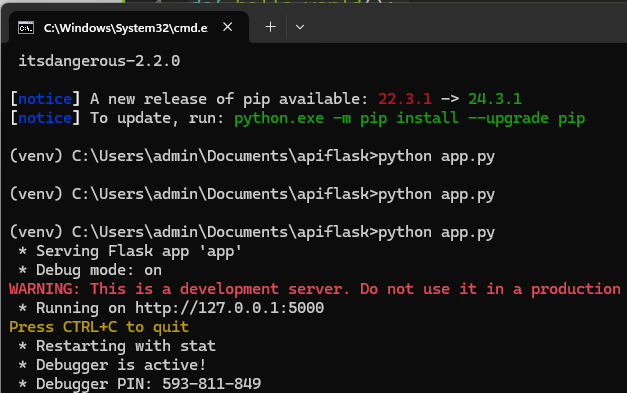 C:\Windows\System32\cmd.e
itsdangerous-2.2.0
[notice] A new release of pip available: 22.3.1 -> 24.3.1
[notice] To update, run: python.exe -m pip install --upgrade pip
(venv) C:\Users\admin\Documents\apiflask>python app.py
(venv) C:\Users\admin\Documents\apiflask>python app.py
(venv) C:\Users\admin\Documents\apiflask>python app.py
* Serving Flask app 'app'
* Debug mode: on
WARNING: This is a development server. Do not use it in a production
* Running on http://127.0.0.1:5000
Press CTRL+C to quit
* Restarting with stat
* Debugger is active!
* Debugger PIN: 593-811-849